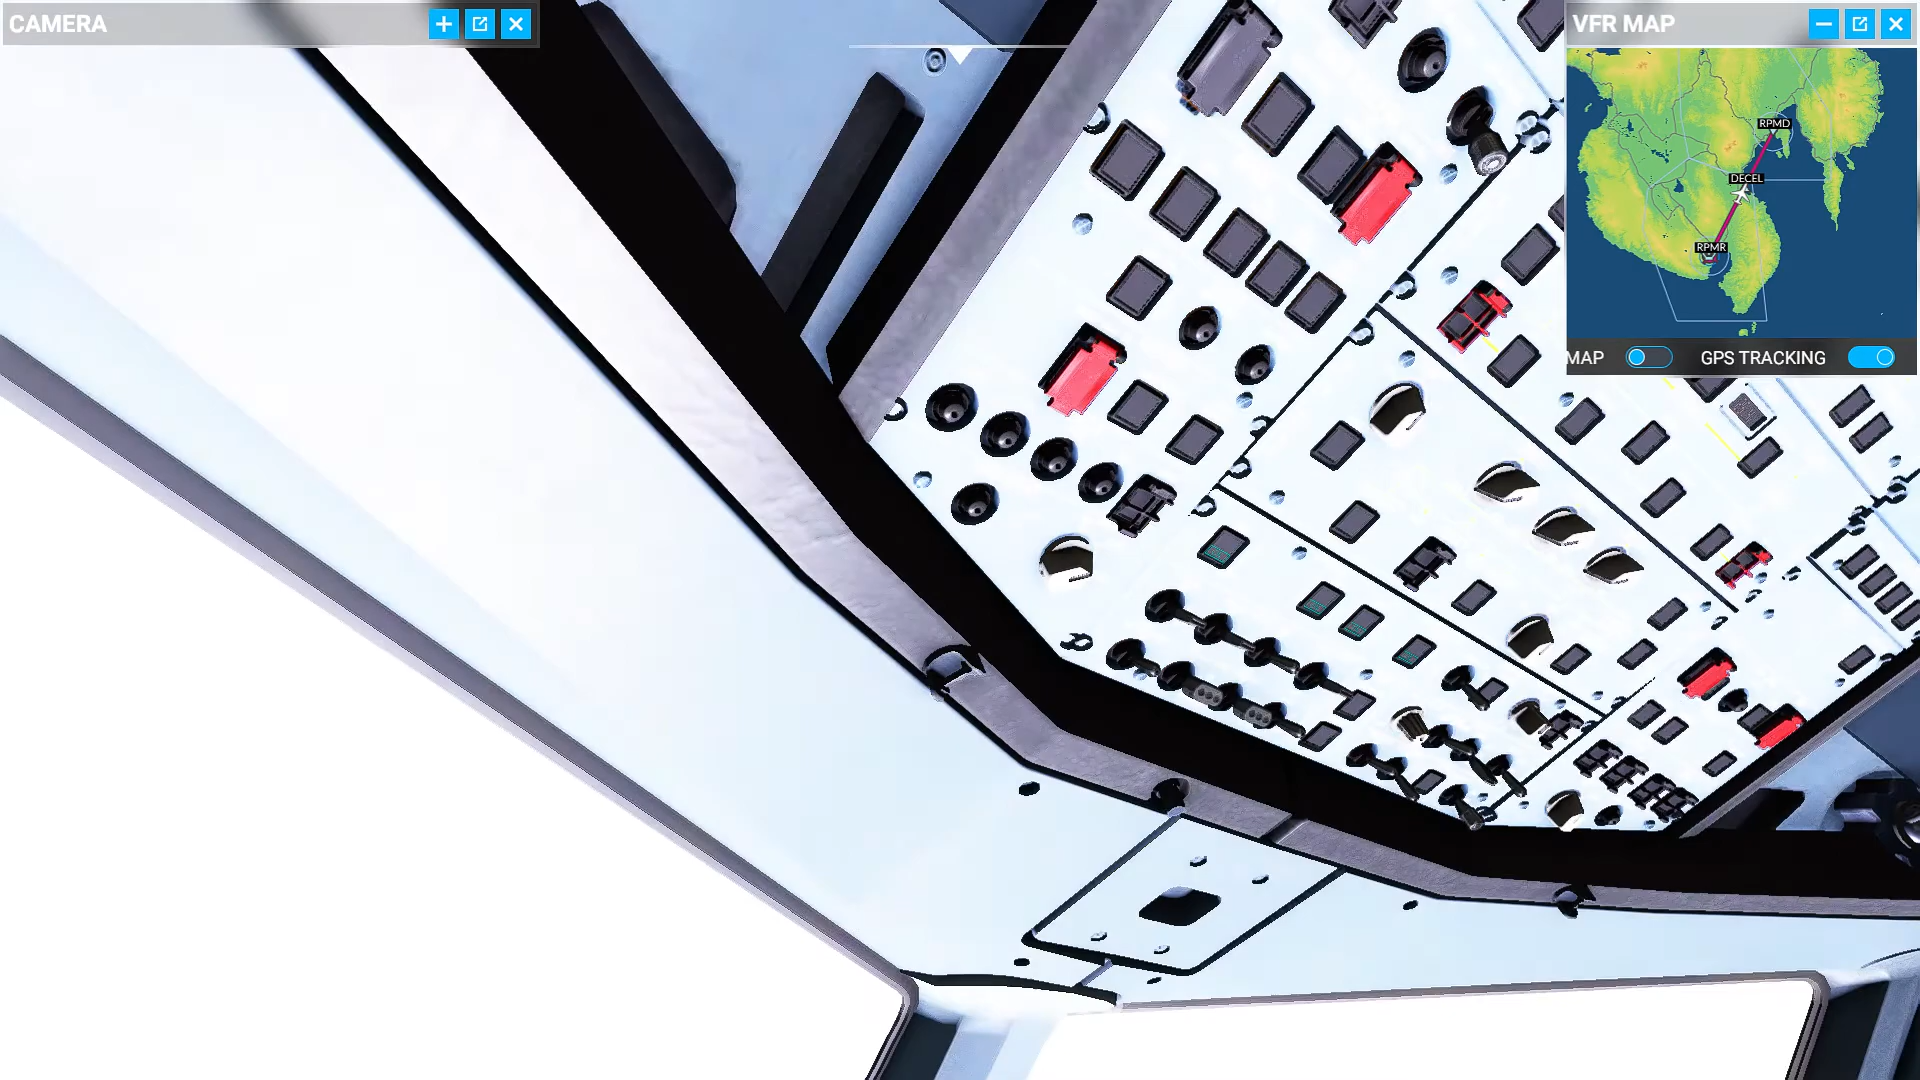 CAMERA
VFR MAP
RPMD
DECEL
RPMR
MAP
GPS TRACKING